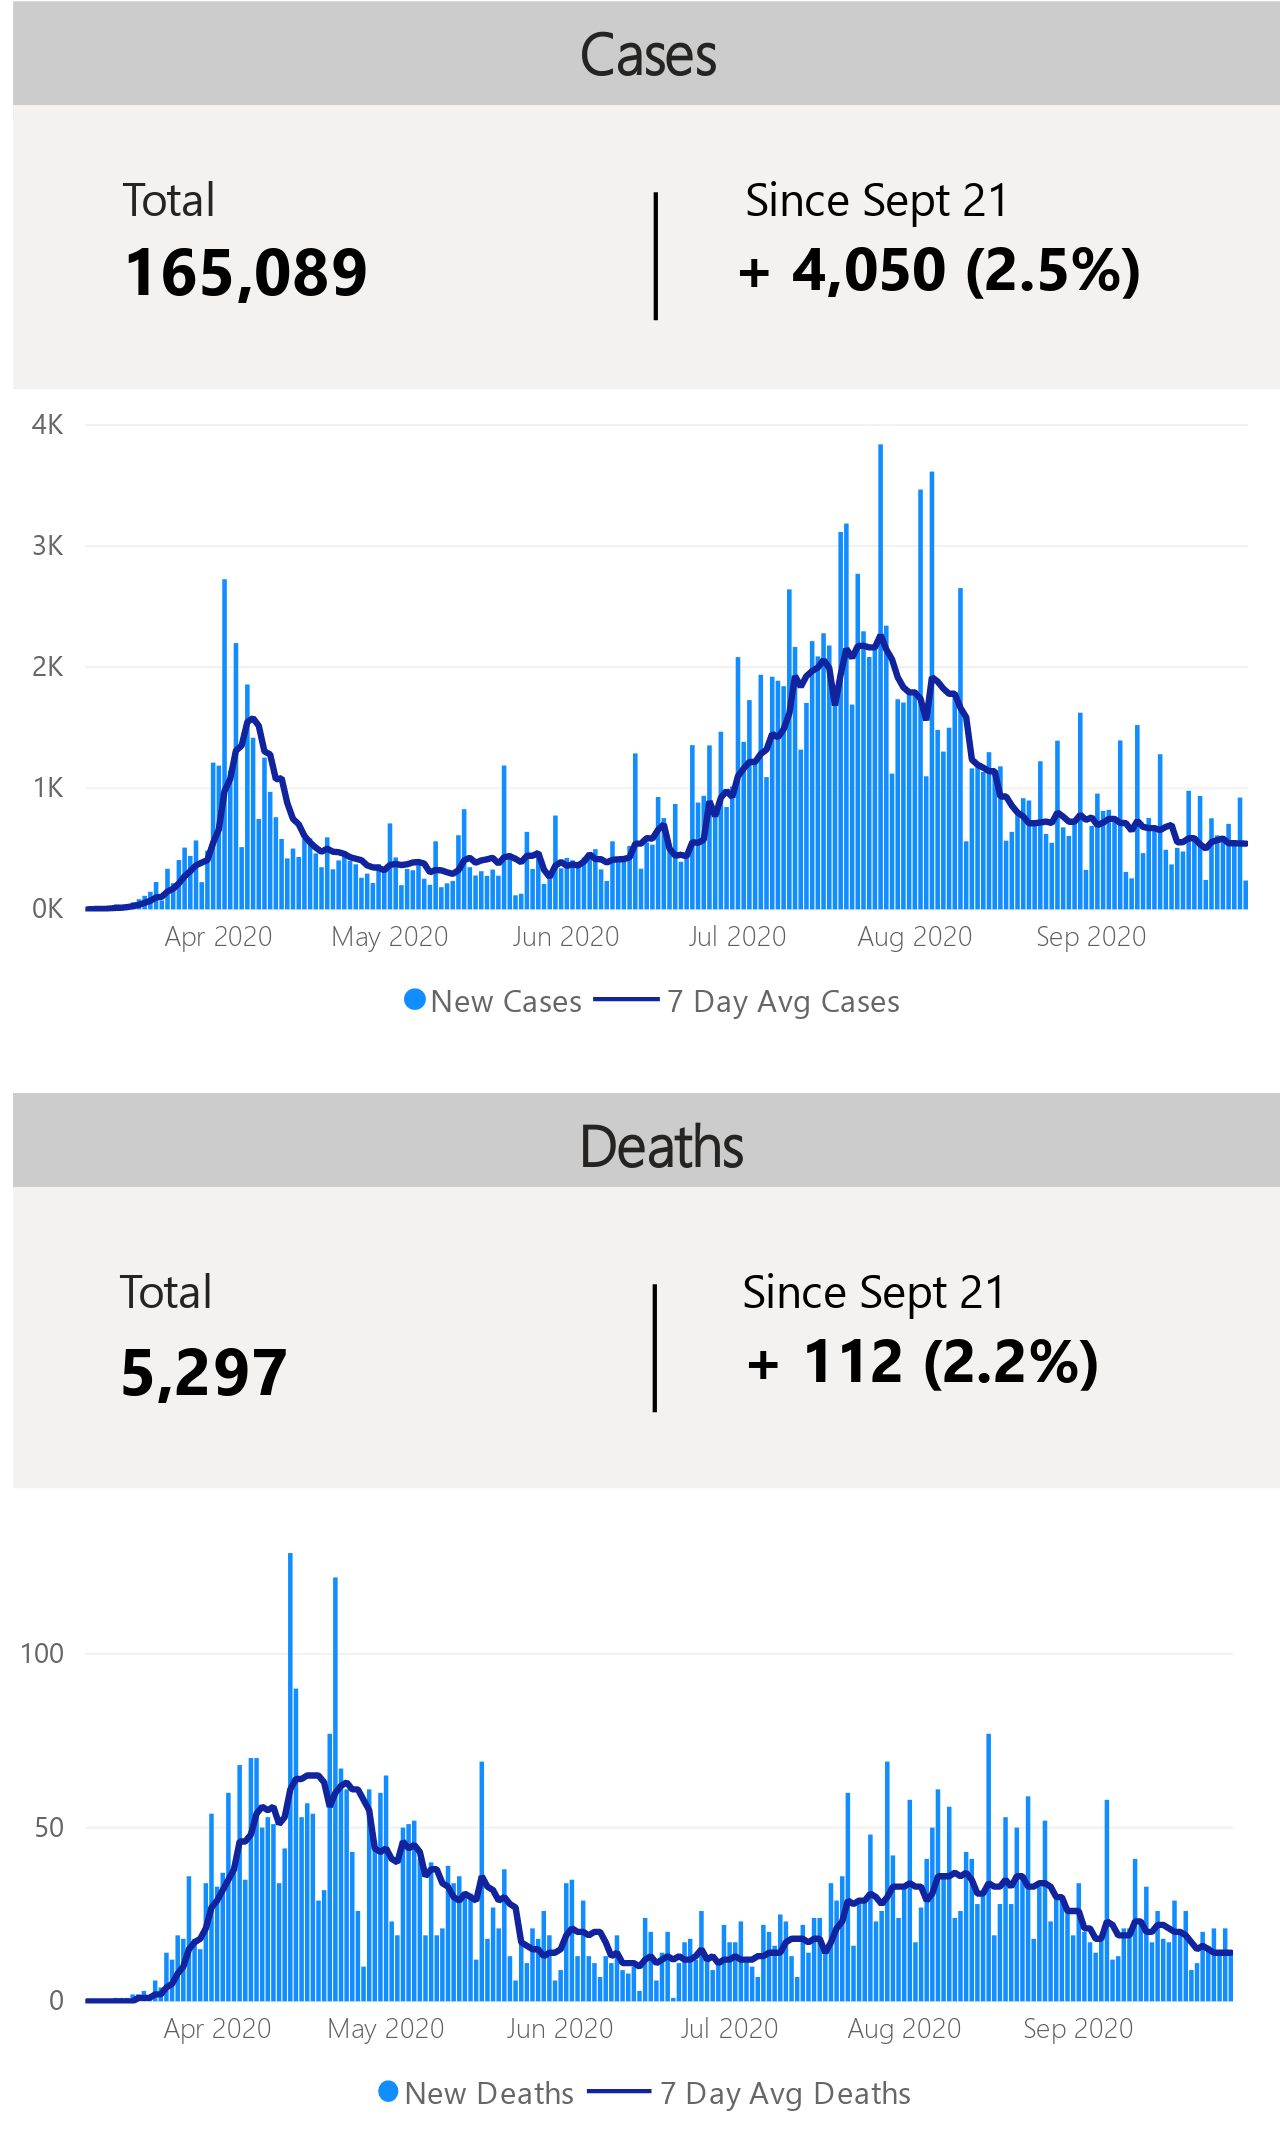 Cases
Total
Since Sept 21
165,089
+ 4,050 (2.5%)
4K
3K
2K
1K
0K
Apr 2020 May 2020 Jun 2020 Jul 2020 Aug 2020 Sep 2020
New Cases 7 Day Avg Cases
Deaths
Total
Since Sept 21
5,297
+ 112 (2.2%)
100
50
0
Apr 2020 May 2020 Jun 2020 Jul 2020 Aug 2020 Sep 2020
New Deaths 7 Day Avg Deaths